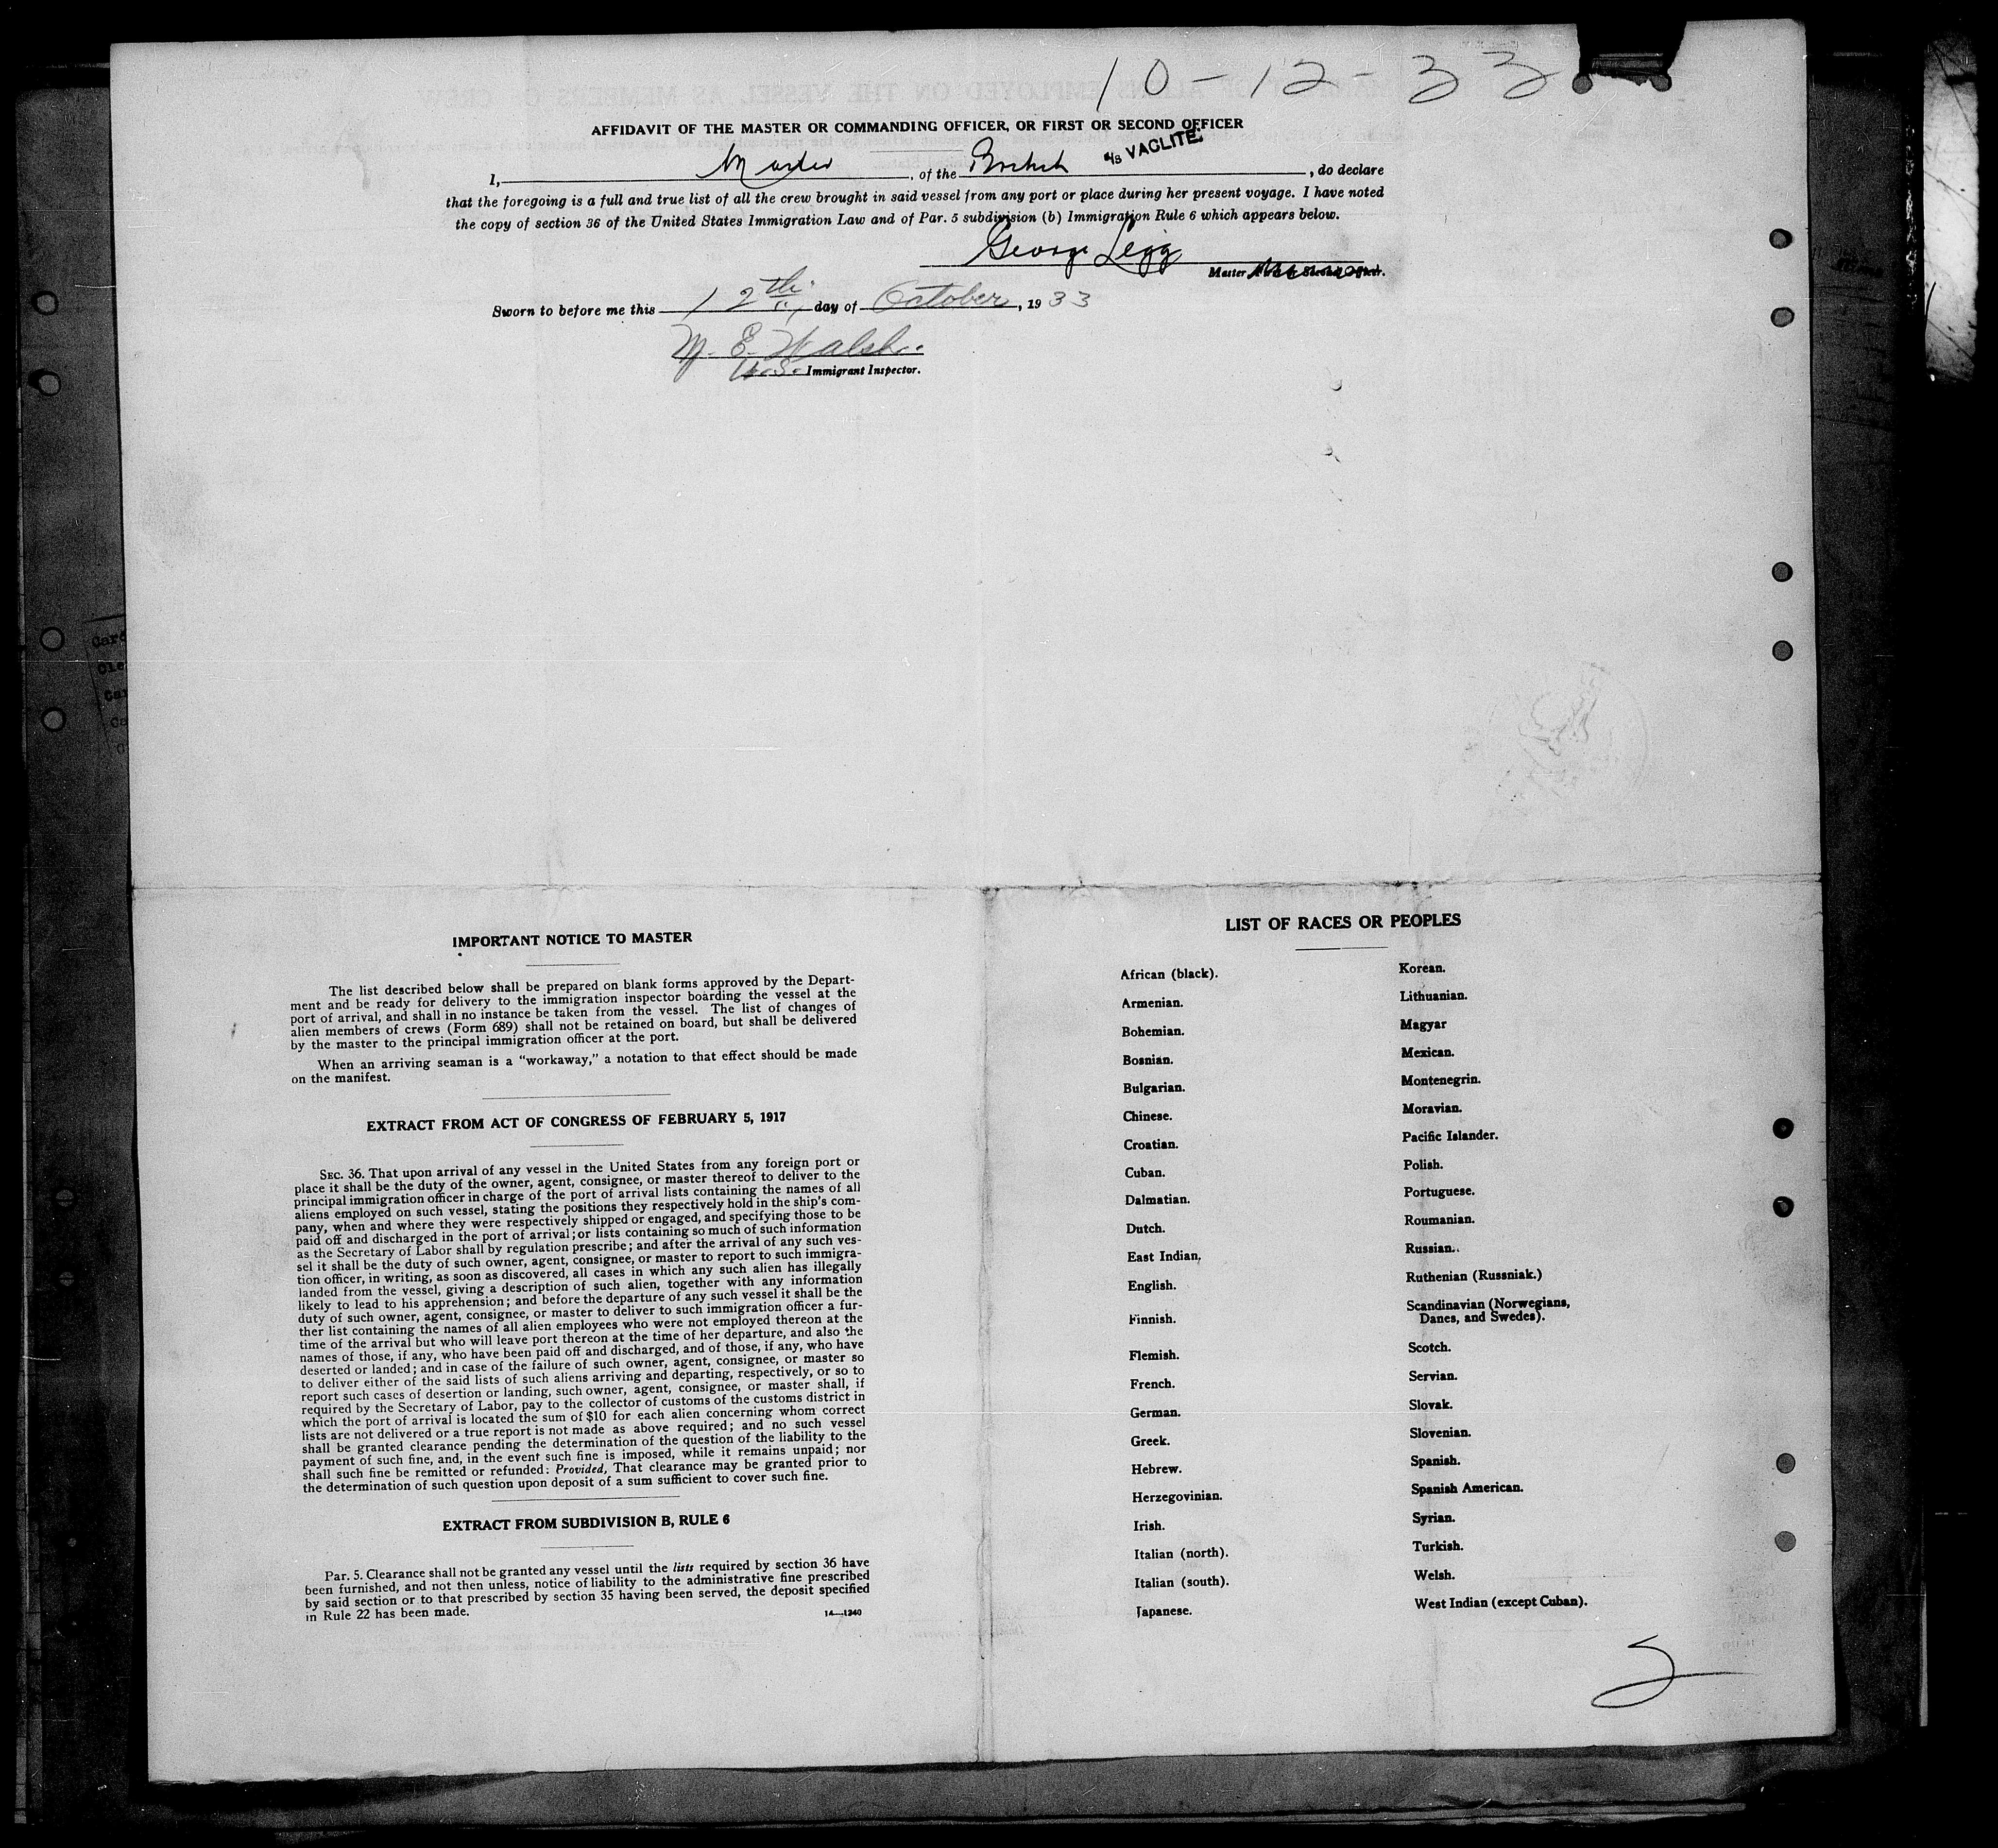 10-12-33
AFFIDAVIT OF THE MASTER OR COMMANDING OFFICER, OR FIRST OR SECOND OFFICER
I, Master, of the British S/S VACLITE., do declare
that the foregoing is a full and true list of all the crew brought in said vessel from any port or place during her present voyage. I have noted
the copy of section 36 of the United States Immigration Law and of Par. 5 subdivision (b) Immigration Rule 6 which appears below.
George Legg
Master
Sworn to before me this 12th day of October, 1933
M. E. Walsh.
U.S. Immigrant Inspector.
IMPORTANT NOTICE TO MASTER
The list described below shall be prepared on blank forms approved by the Depart-
ment and be ready for delivery to the immigration inspector boarding the vessel at the
port of arrival, and shall in no instance be taken from the vessel. The list of changes of
alien members of crews (Form 689) shall not be retained on board, but shall be delivered
by the master to the principal immigration officer at the port.
When an arriving seaman is a "workaway," a notation to that effect should be made
on the manifest.
EXTRACT FROM ACT OF CONGRESS OF FEBRUARY 5, 1917
SEC. 36. That upon arrival of any vessel in the United States from any foreign port or
place it shall be the duty of the owner, agent, consignee, or master thereof to deliver to the
principal immigration officer in charge of the port of arrival lists containing the names of all
aliens employed on such vessel, stating the positions they respectively hold in the ship's com-
pany, when and where they were respectively shipped or engaged, and specifying those to be
paid off and discharged in the port of arrival; or lists containing so much of such information
as the Secretary of Labor shall by regulation prescribe; and after the arrival of any such ves-
sel it shall be the duty of such owner, agent, consignee, or master to report to such immigra-
tion officer, in writing, as soon as discovered, all cases in which any such alien has illegally
landed from the vessel, giving a description of such alien, together with any information
likely to lead to his apprehension; and before the departure of any such vessel it shall be the
duty of such owner, agent, consignee, or master to deliver to such immigration officer a fur-
ther list containing the names of all alien employees who were not employed thereon at the
time of the arrival but who will leave port thereon at the time of her departure, and also the
names of those, if any, who have been paid off and discharged, and of those, if any, who have
deserted or landed; and in case of the failure of such owner, agent, consignee, or master so
to deliver either of the said lists of such aliens arriving and departing, respectively, or so to
report such cases of desertion or landing, such owner, agent, consignee, or master shall, if
required by the Secretary of Labor, pay to the collector of customs of the customs district in
which the port of arrival is located the sum of $10 for each alien concerning whom correct
lists are not delivered or a true report is not made as above required; and no such vessel
shall be granted clearance pending the determination of the question of the liability to the
payment of such fine, and, in the event such fine is imposed, while it remains unpaid; nor
shall such fine be remitted or refunded: Provided, That clearance may be granted prior to
the determination of such question upon deposit of a sum sufficient to cover such fine.
EXTRACT FROM SUBDIVISION B, RULE 6
Par. 5. Clearance shall not be granted any vessel until the lists required by section 36 have
been furnished, and not then unless, notice of liability to the administrative fine prescribed
by said section or to that prescribed by section 35 having been served, the deposit specified
in Rule 22 has been made.
14—1240
LIST OF RACES OR PEOPLES
African (black).
Armenian.
Bohemian.
Bosnian.
Bulgarian.
Chinese.
Croatian.
Cuban.
Dalmatian.
Dutch.
East Indian.
English.
Finnish.
Flemish.
French.
German.
Greek.
Hebrew.
Herzegovinian.
Irish.
Italian (north).
Italian (south).
Japanese.
Korean.
Lithuanian.
Magyar
Mexican.
Montenegrin.
Moravian.
Pacific Islander.
Polish.
Portuguese.
Roumanian.
Russian.
Ruthenian (Russniak.)
Scandinavian (Norwegians,
Danes, and Swedes).
Scotch.
Servian.
Slovak.
Slovenian.
Spanish.
Spanish American.
Syrian.
Turkish.
Welsh.
West Indian (except Cuban).